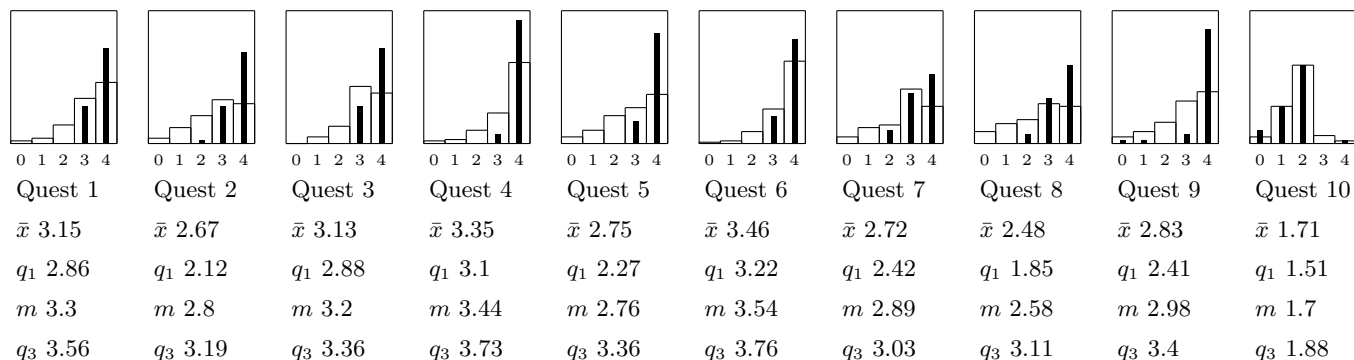 0 1 2 3 4 0 1 2 3 4 0 1 2 3 4 0 1 2 3 4 0 1 2 3 4 0 1 2 3 4 0 1 2 3 4 0 1 2 3 4 0 1 2 3 4 0 1 2 3 4
Quest 1 Quest 2 Quest 3 Quest 4 Quest 5 Quest 6 Quest 7 Quest 8 Quest 9 Quest 10
x̄ 3.15 x̄ 2.67 x̄ 3.13 x̄ 3.35 x̄ 2.75 x̄ 3.46 x̄ 2.72 x̄ 2.48 x̄ 2.83 x̄ 1.71
q₁ 2.86 q₁ 2.12 q₁ 2.88 q₁ 3.1 q₁ 2.27 q₁ 3.22 q₁ 2.42 q₁ 1.85 q₁ 2.41 q₁ 1.51
m 3.3 m 2.8 m 3.2 m 3.44 m 2.76 m 3.54 m 2.89 m 2.58 m 2.98 m 1.7
q₃ 3.56 q₃ 3.19 q₃ 3.36 q₃ 3.73 q₃ 3.36 q₃ 3.76 q₃ 3.03 q₃ 3.11 q₃ 3.4 q₃ 1.88